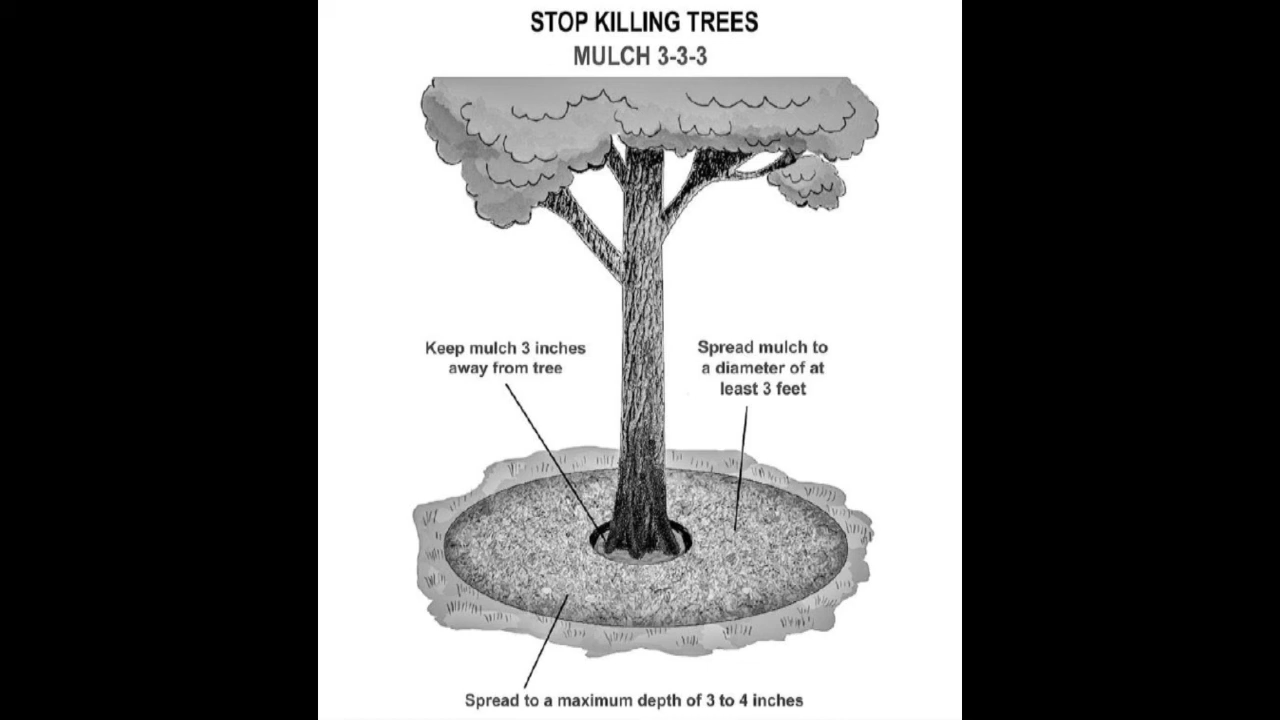 STOP KILLING TREES
MULCH 3-3-3
Keep mulch 3 inches
away from tree
Spread mulch to
a diameter of at
least 3 feet
Spread to a maximum depth of 3 to 4 inches